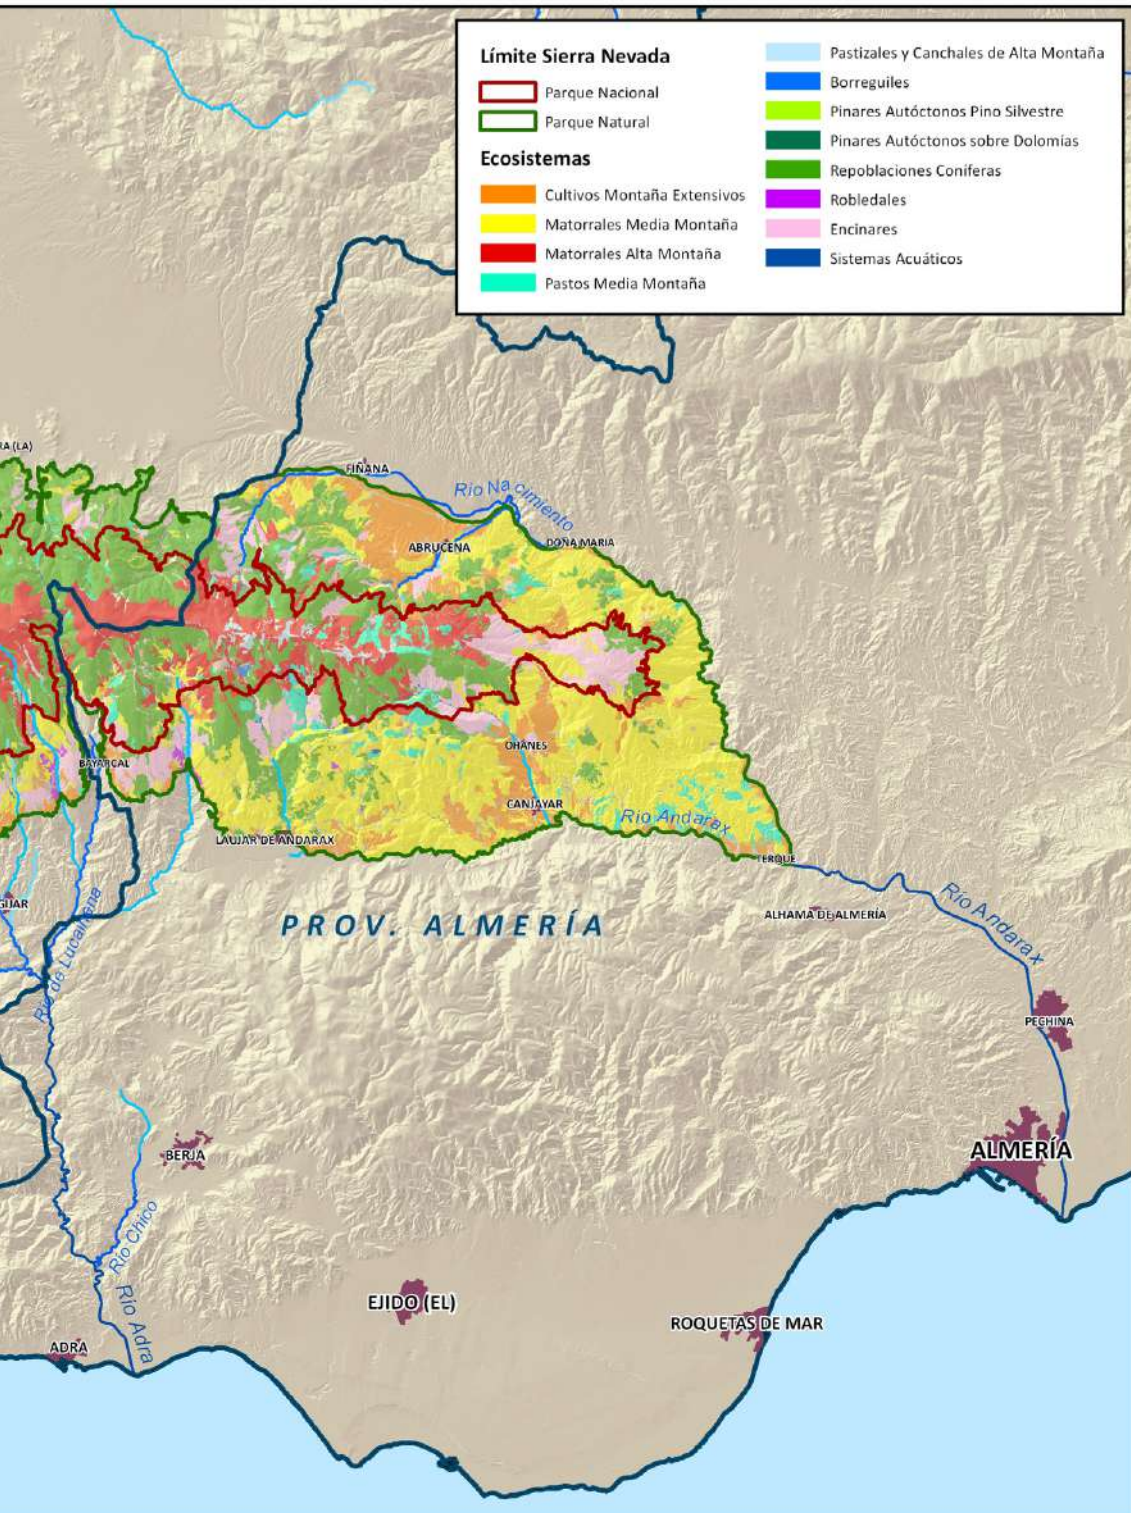 Límite Sierra Nevada
Parque Nacional
Parque Natural
Ecosistemas
Cultivos Montaña Extensivos
Matorrales Media Montaña
Matorrales Alta Montaña
Pastos Media Montaña
Pastizales y Canchales de Alta Montaña
Borreguiles
Pinares Autóctonos Pino Silvestre
Pinares Autóctonos sobre Dolomías
Repoblaciones Coníferas
Robledales
Encinares
Sistemas Acuáticos
RA (LA)
FIÑANA
Río Nacimiento
ABRUCENA
DOÑA MARIA
OHANES
BAYARCAL
CANJAYAR
Río Andarax
LAUJAR DE ANDARAX
TERQUE
GIJAR
ALHAMA DE ALMERÍA
Río Andarax
PROV. ALMERÍA
Río de Lucainena
PECHINA
BERJA
ALMERÍA
Río Chico
EJIDO (EL)
ROQUETAS DE MAR
Río Adra
ADRA